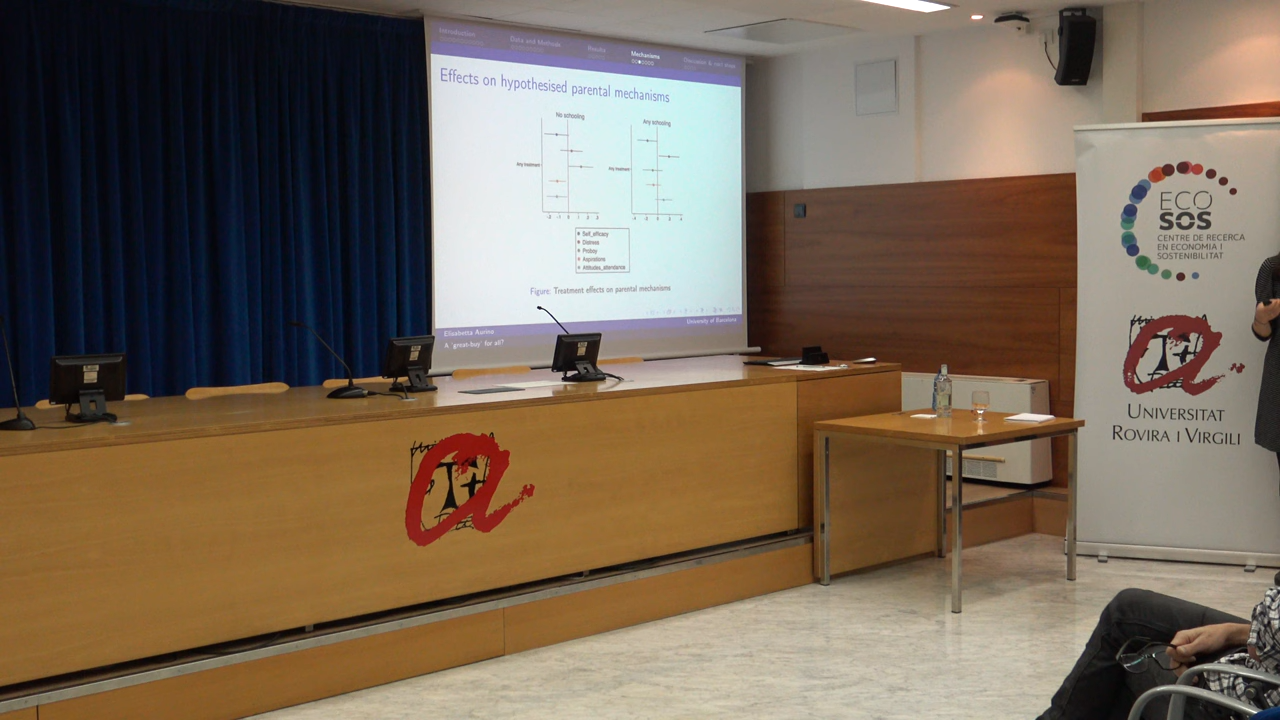 Introduction
Data and Methods
Results
Mechanisms
Discussion & next steps
Effects on hypothesised parental mechanisms
No schooling
Any schooling
Any treatment
Any treatment
Self_efficacy
Distress
Proboy
Aspirations
Attitudes_attendance
Figure: Treatment effects on parental mechanisms
Elisabetta Aurino
University of Barcelona
A 'great-buy' for all?
ECO
SOS
CENTRE DE RECERCA
EN ECONOMIA I
SOSTENIBILITAT
UNIVERSITAT
ROVIRA I VIRGILI